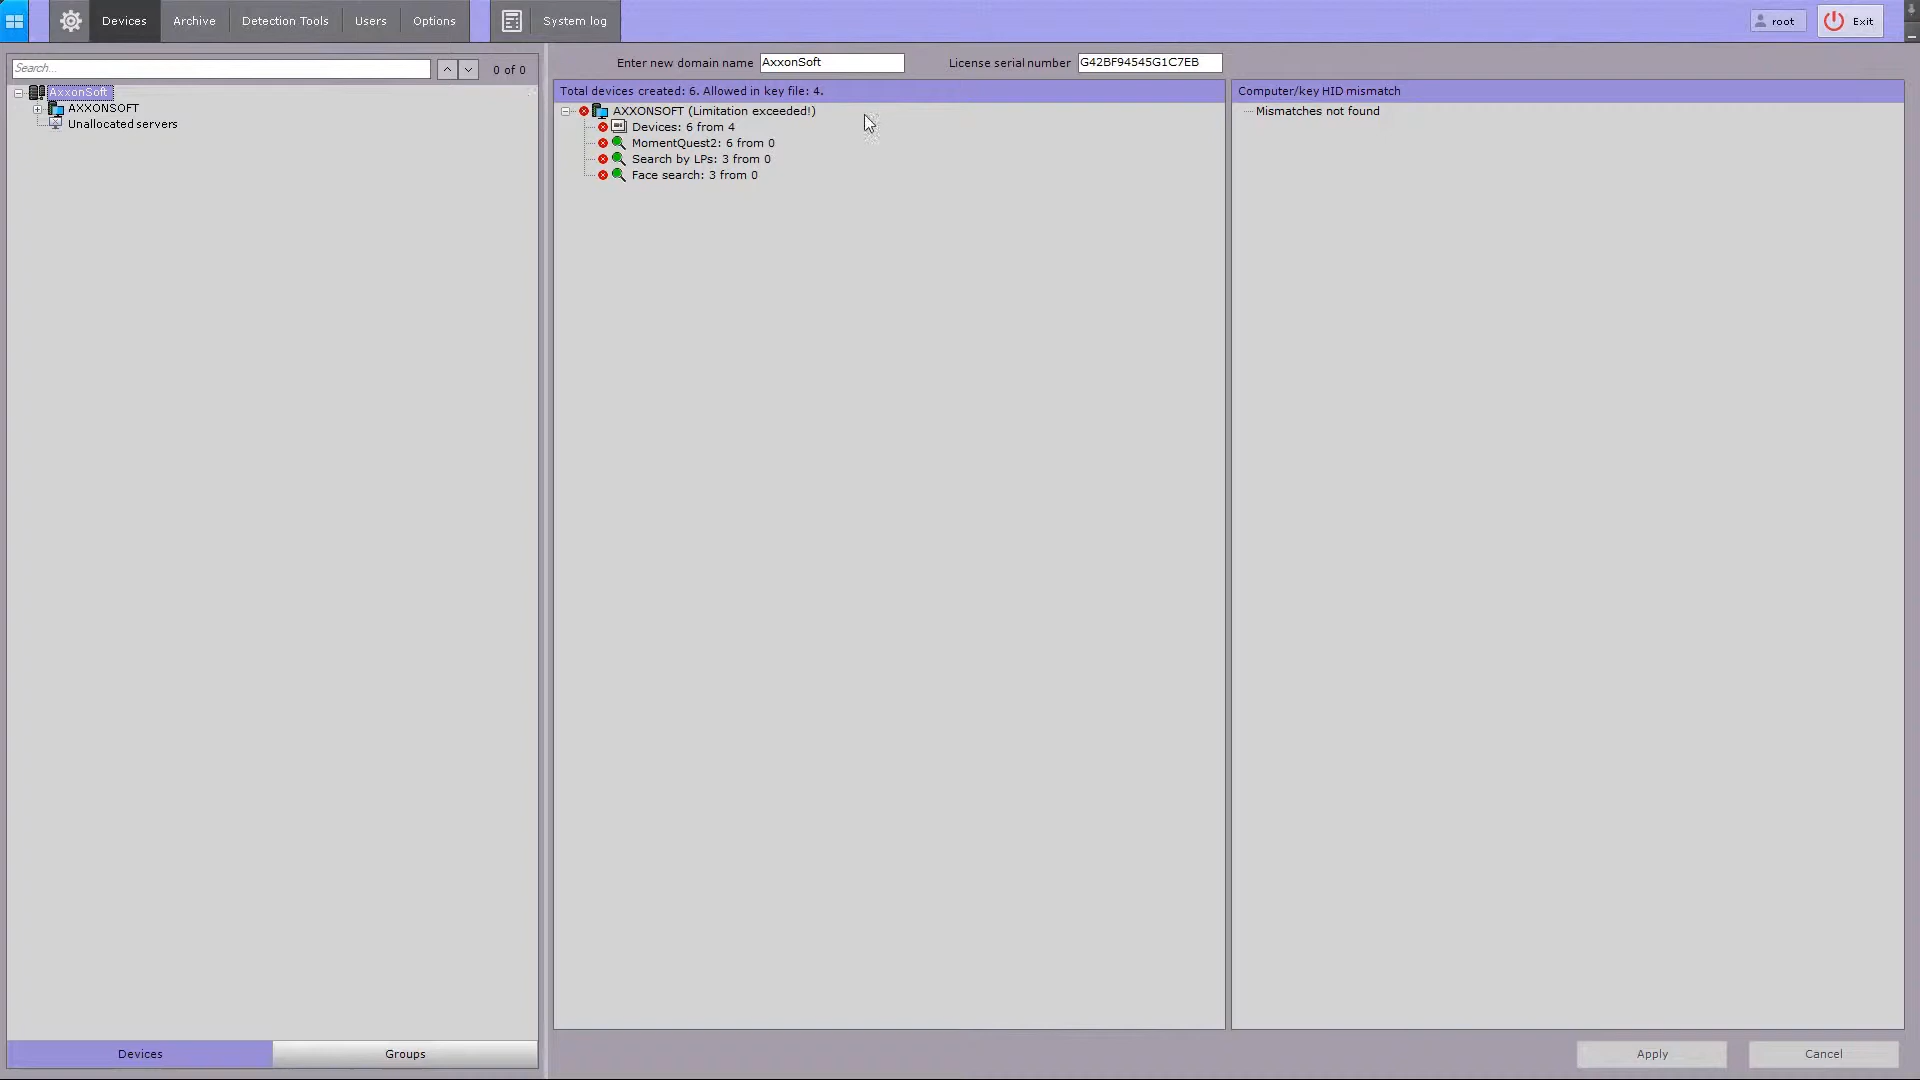 Devices
Archive
Detection Tools
Users
Options
System log
root
Exit
Search...
0 of 0
Enter new domain name
AxxonSoft
License serial number
G42BF94545G1C7EB
AxxonSoft
AXXONSOFT
Unallocated servers
Total devices created: 6. Allowed in key file: 4.
AXXONSOFT (Limitation exceeded!)
Devices: 6 from 4
MomentQuest2: 6 from 0
Search by LPs: 3 from 0
Face search: 3 from 0
Computer/key HID mismatch
Mismatches not found
Devices
Groups
Apply
Cancel